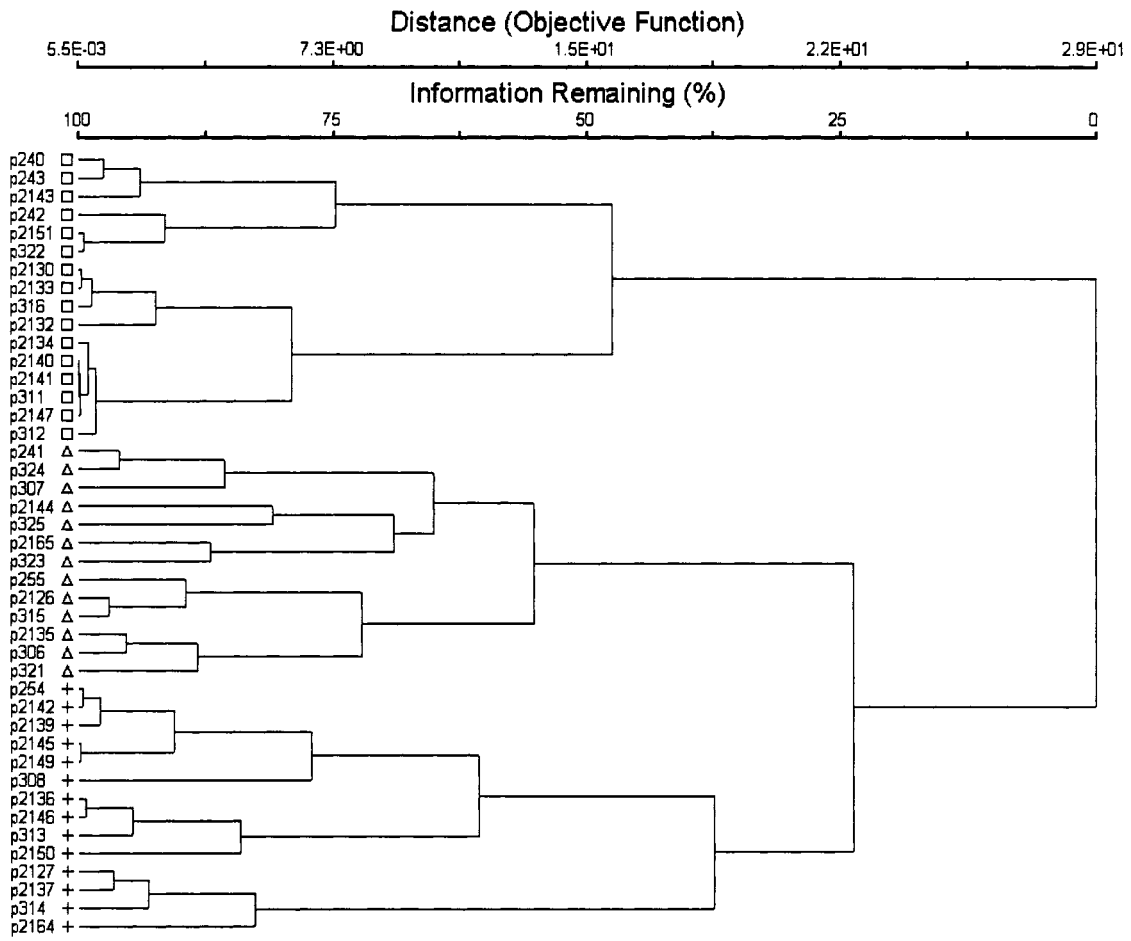 Distance (Objective Function)
5.5E-03 7.3E+00 1.5E+01 2.2E+01 2.9E+01
Information Remaining (%)
100 75 50 25 0
p240
p243
p2143
p242
p2151
p322
p2130
p2133
p316
p2132
p2134
p2140
p2141
p311
p2147
p312
p241
p324
p307
p2144
p325
p2165
p323
p255
p2126
p315
p2135
p306
p321
p254
p2142
p2139
p2145
p2149
p308
p2136
p2146
p313
p2150
p2127
p2137
p314
p2164